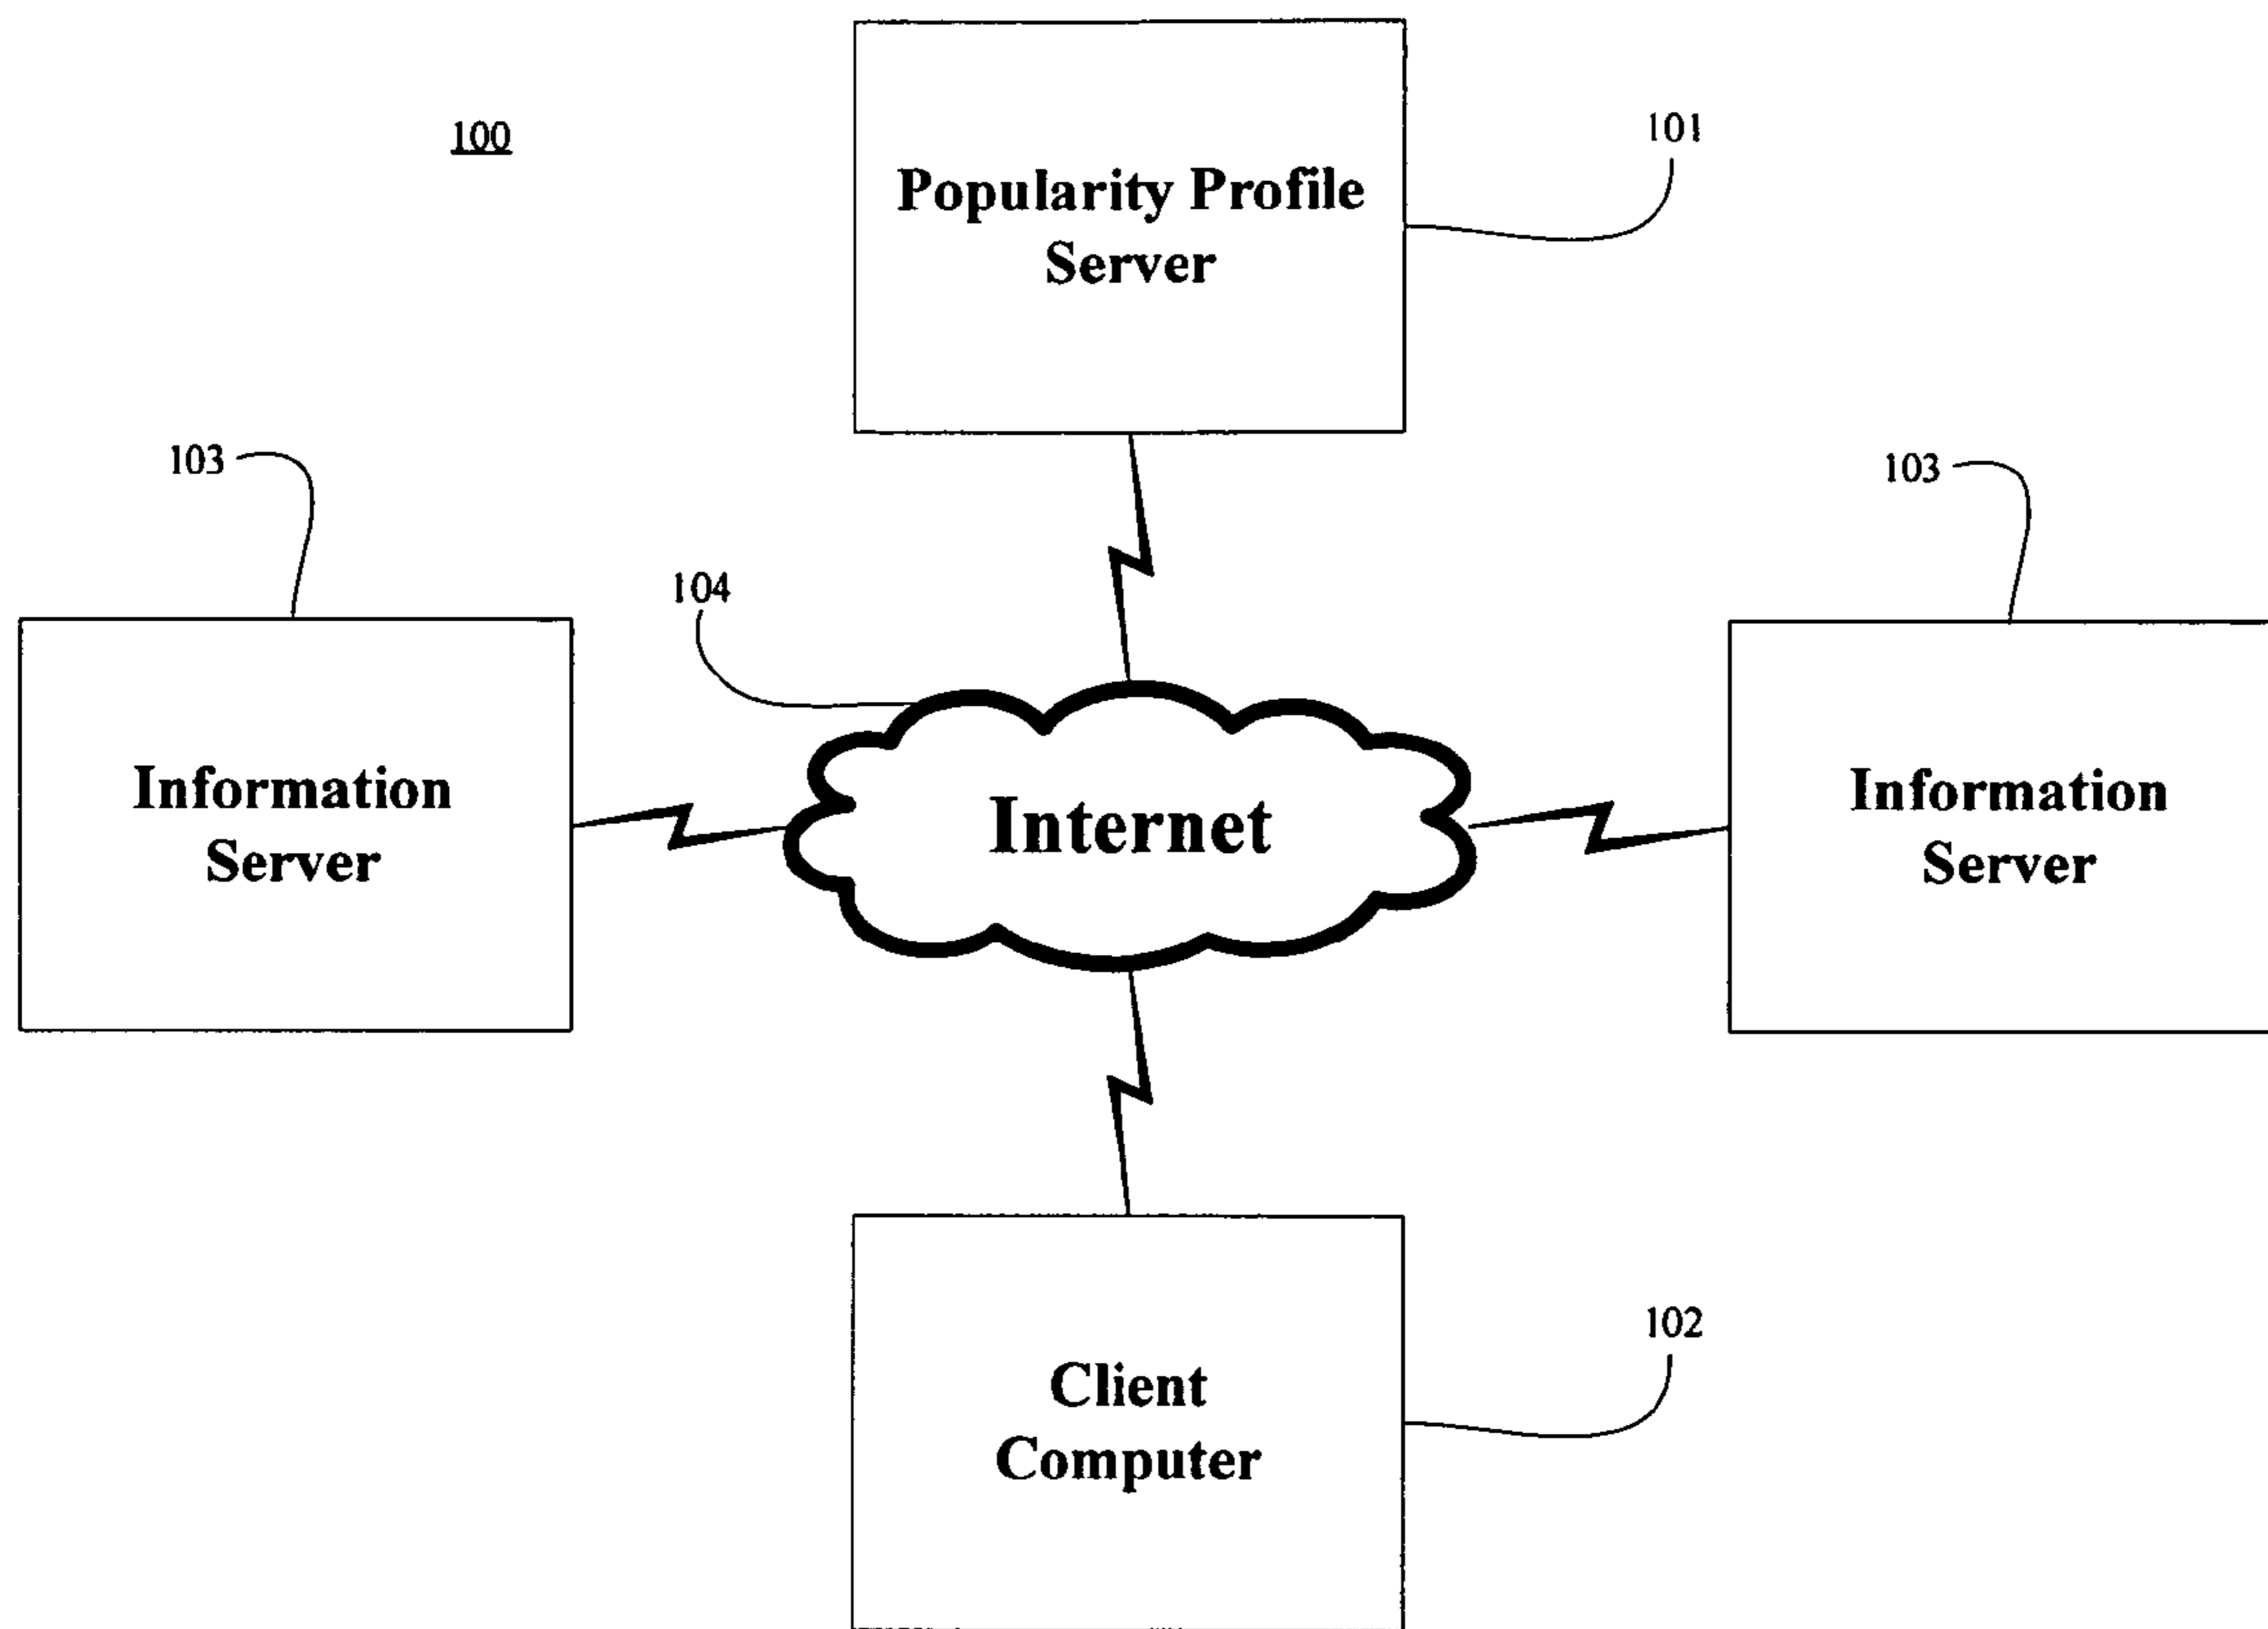 100
101
Popularity Profile
Server
103
103
104
Information
Server
Internet
Information
Server
102
Client
Computer